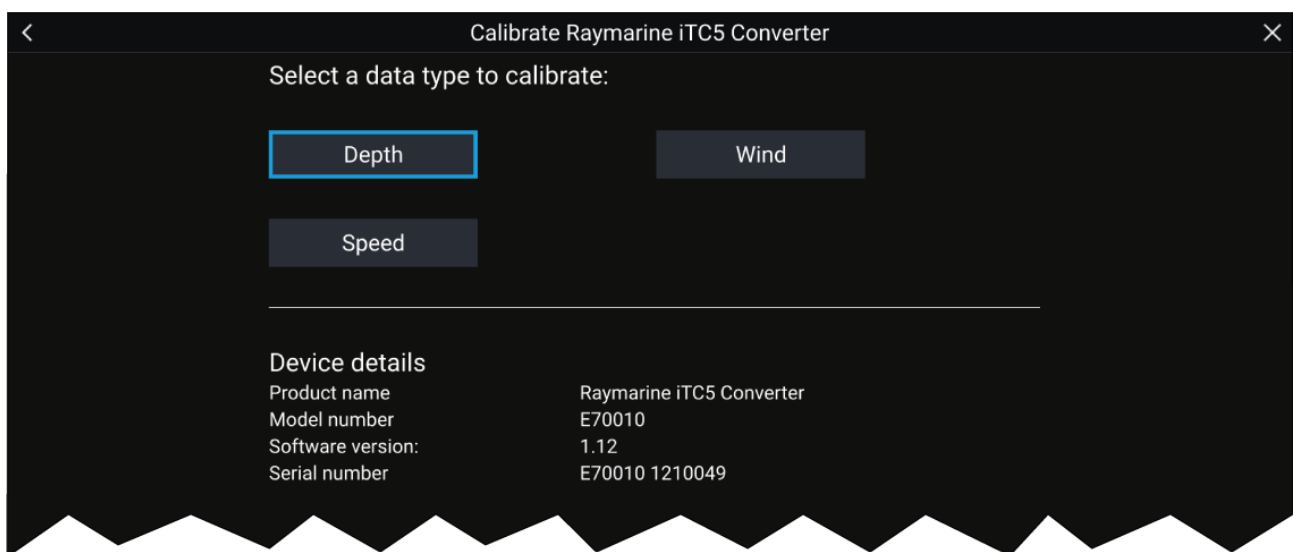 Calibrate Raymarine iTC5 Converter
Select a data type to calibrate:
Depth Wind
Speed
Device details
Product name Raymarine iTC5 Converter
Model number E70010
Software version: 1.12
Serial number E70010 1210049